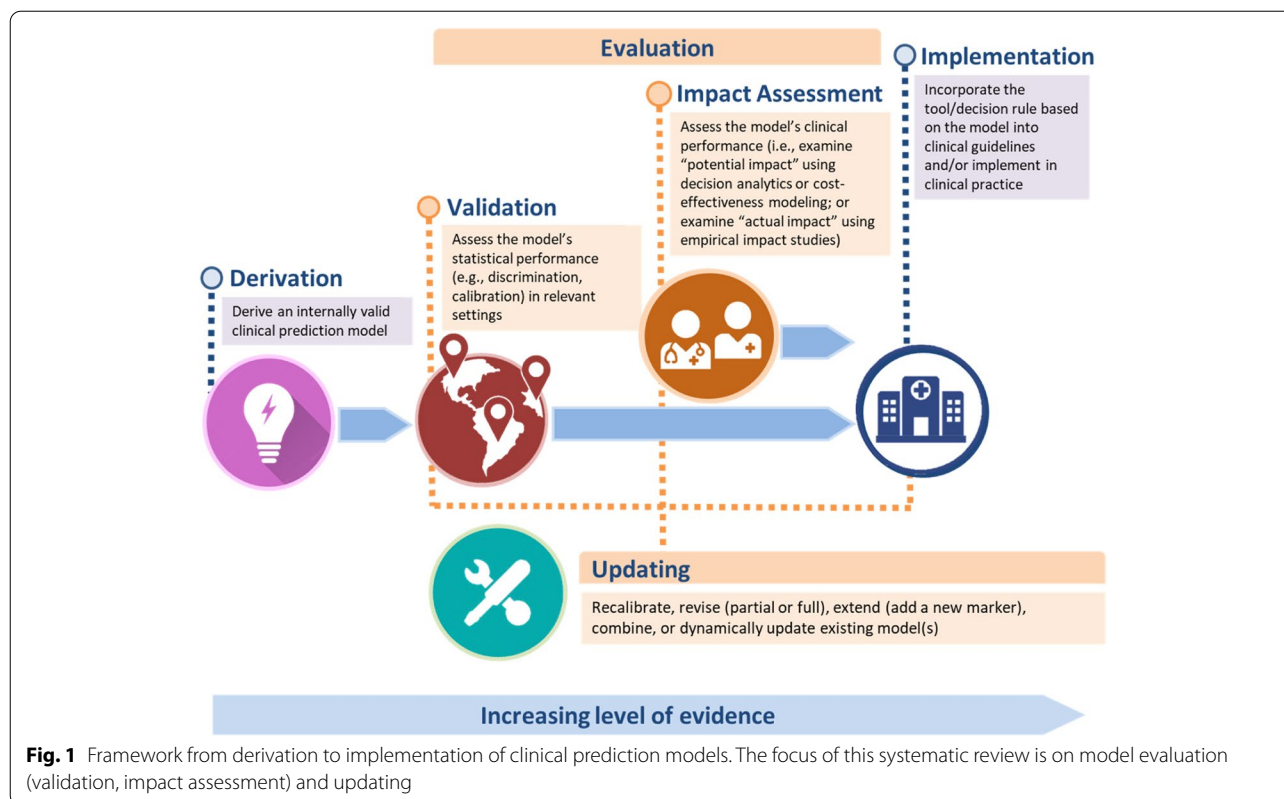 Evaluation
Implementation
Incorporate the
tool/decision rule based
on the model into
clinical guidelines
and/or implement in
clinical practice
Impact Assessment
Assess the model's clinical
performance (i.e., examine
"potential impact" using
decision analytics or cost-
effectiveness modeling; or
examine "actual impact" using
empirical impact studies)
Validation
Assess the model's
statistical performance
(e.g., discrimination,
calibration) in relevant
settings
Derivation
Derive an internally valid
clinical prediction model
Updating
Recalibrate, revise (partial or full), extend (add a new marker),
combine, or dynamically update existing model(s)
Increasing level of evidence
Fig. 1 Framework from derivation to implementation of clinical prediction models. The focus of this systematic review is on model evaluation
(validation, impact assessment) and updating